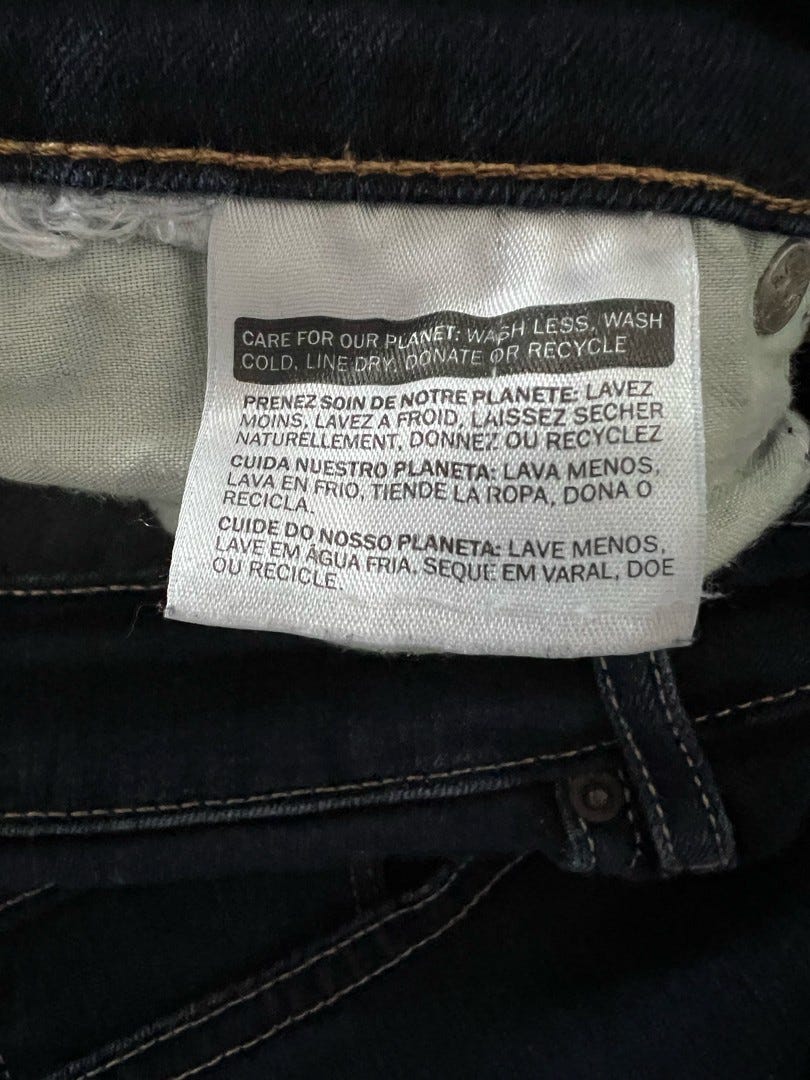 CARE FOR OUR PLANET: WASH LESS, WASH
COLD, LINE DRY, DONATE OR RECYCLE
PRENEZ SOIN DE NOTRE PLANÈTE: LAVEZ
MOINS, LAVEZ A FROID, LAISSEZ SECHER
NATURELLEMENT, DONNEZ OU RECYCLEZ
CUIDA NUESTRO PLANETA: LAVA MENOS,
LAVA EN FRIO, TIENDE LA ROPA, DONA O
RECICLA.
CUIDE DO NOSSO PLANETA: LAVE MENOS,
LAVE EM ÁGUA FRIA. SEQUE EM VARAL, DOE
OU RECICLE.